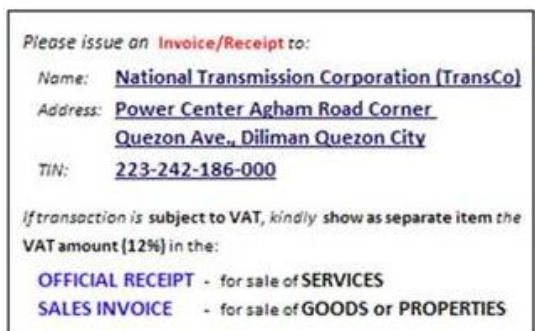 Please issue an Invoice/Receipt to:
Name: National Transmission Corporation (TransCo)
Address: Power Center Agham Road Corner
Quezon Ave., Diliman Quezon City
TIN: 223-242-186-000
If transaction is subject to VAT, kindly show as separate item the
VAT amount (12%) in the:
OFFICIAL RECEIPT - for sale of SERVICES
SALES INVOICE - for sale of GOODS or PROPERTIES